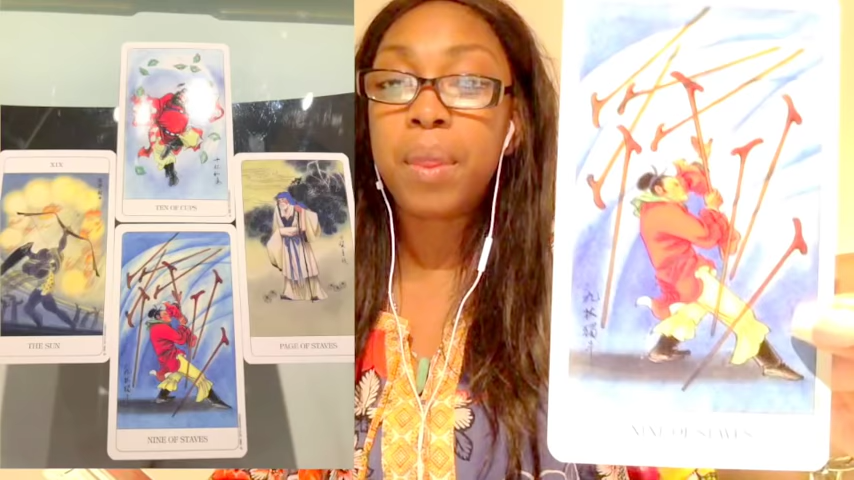 TEN OF CUPS
XIX
THE SUN
PAGE OF STAVES
NINE OF STAVES
NINE OF STAVES